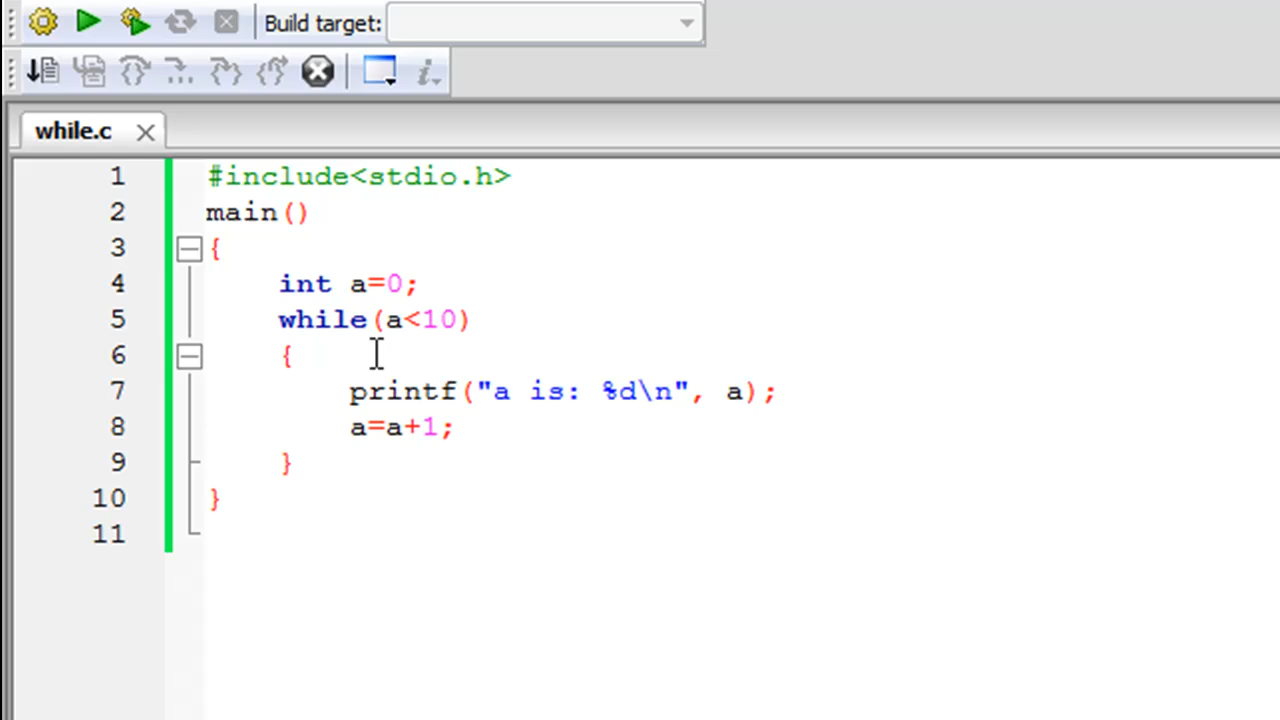 Build target:
while.c
1 #include<stdio.h>
2 main()
3 {
4 int a=0;
5 while(a<10)
6 {
7 printf("a is: %d\n", a);
8 a=a+1;
9 }
10 }
11